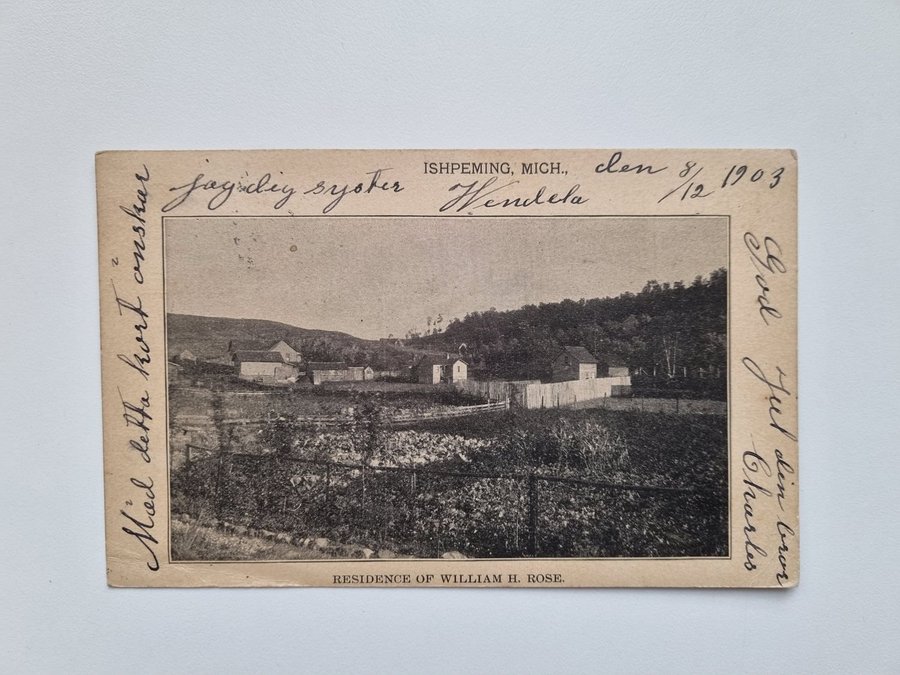 Med detta kort önskar
jag dig syster Wendela
ISHPEMING, MICH., den 8/12 1903
God Jul din bror
Charles
RESIDENCE OF WILLIAM H. ROSE.